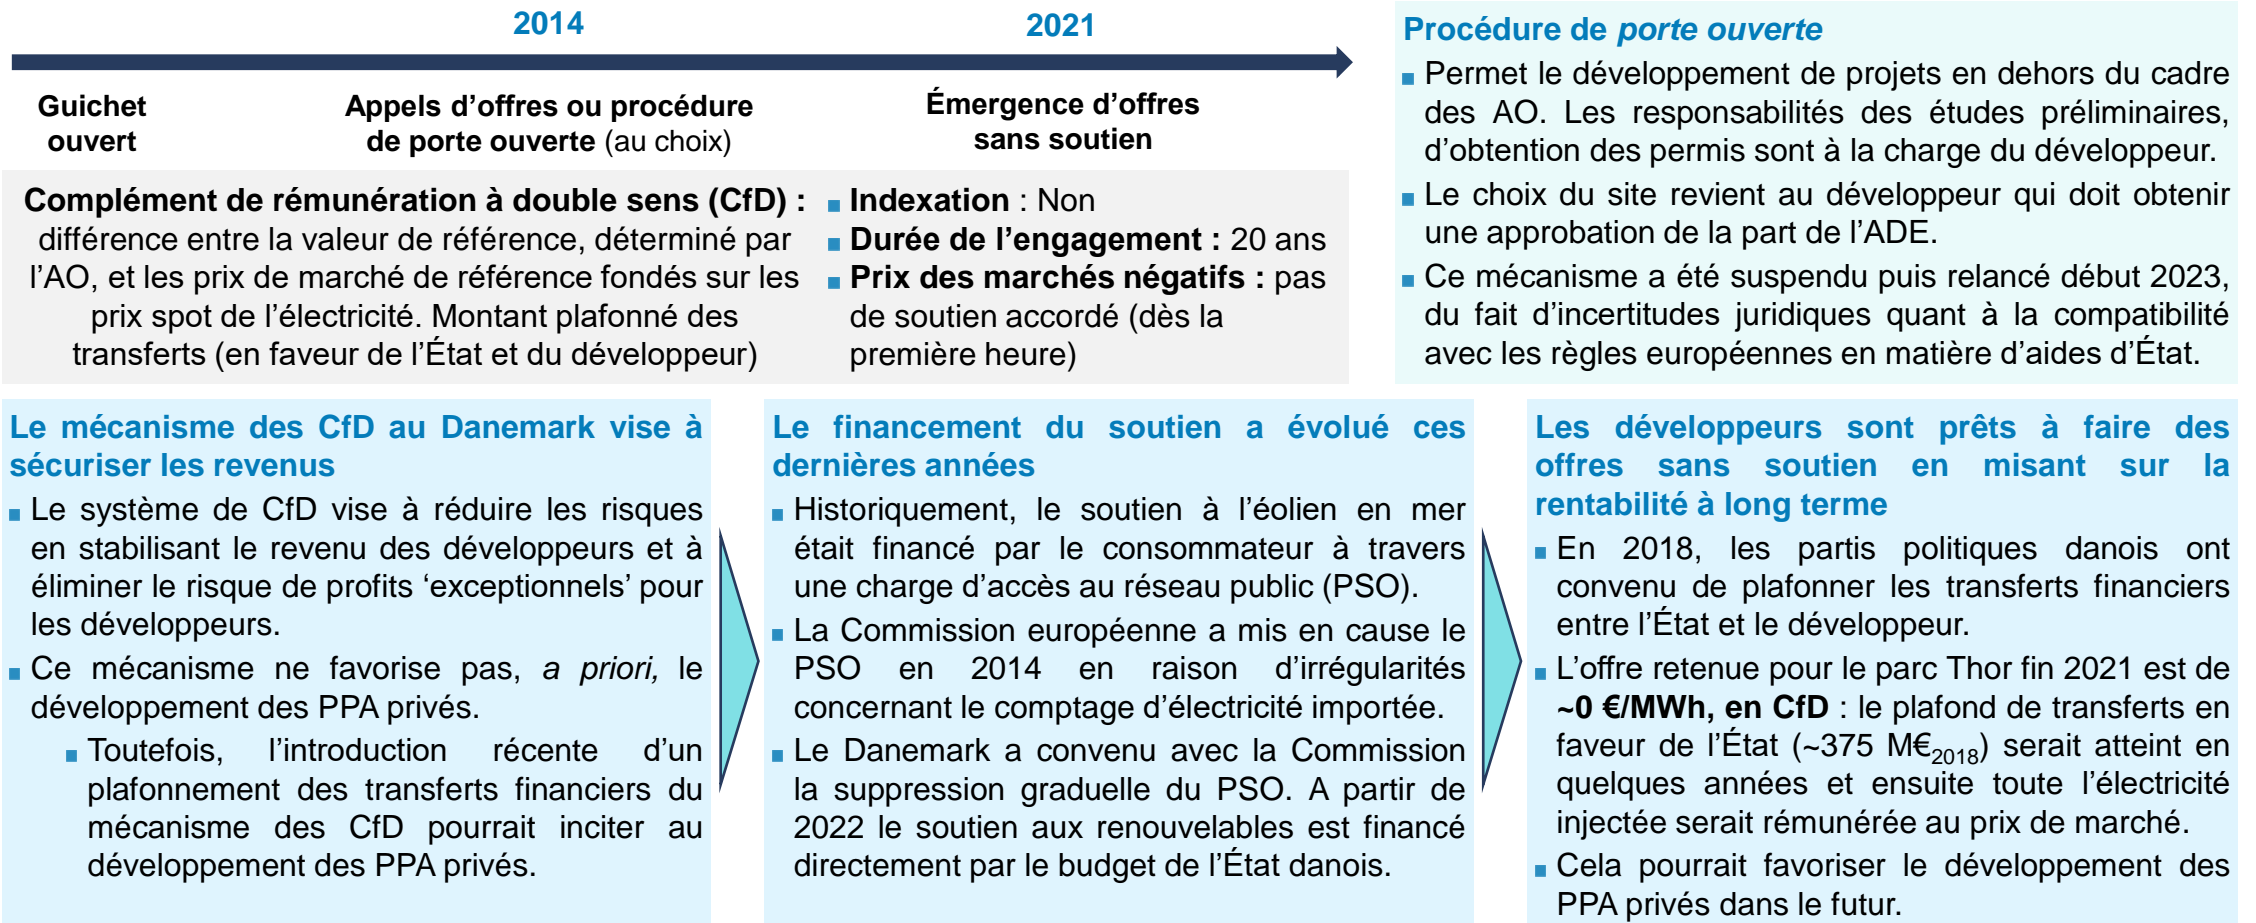 2014
2021
Guichet
ouvert
Appels d’offres ou procédure
de porte ouverte (au choix)
Émergence d’offres
sans soutien
Complément de rémunération à double sens (CfD) :
différence entre la valeur de référence, déterminé par
l’AO, et les prix de marché de référence fondés sur les
prix spot de l’électricité. Montant plafonné des
transferts (en faveur de l’État et du développeur)
Indexation : Non
Durée de l’engagement : 20 ans
Prix des marchés négatifs : pas
de soutien accordé (dès la
première heure)
Procédure de porte ouverte
Permet le développement de projets en dehors du cadre
des AO. Les responsabilités des études préliminaires,
d’obtention des permis sont à la charge du développeur.
Le choix du site revient au développeur qui doit obtenir
une approbation de la part de l’ADE.
Ce mécanisme a été suspendu puis relancé début 2023,
du fait d’incertitudes juridiques quant à la compatibilité
avec les règles européennes en matière d’aides d’État.
Le mécanisme des CfD au Danemark vise à
sécuriser les revenus
Le système de CfD vise à réduire les risques
en stabilisant le revenu des développeurs et à
éliminer le risque de profits ‘exceptionnels’ pour
les développeurs.
Ce mécanisme ne favorise pas, a priori, le
développement des PPA privés.
Toutefois, l’introduction récente d’un
plafonnement des transferts financiers du
mécanisme des CfD pourrait inciter au
développement des PPA privés.
Le financement du soutien a évolué ces
dernières années
Historiquement, le soutien à l’éolien en mer
était financé par le consommateur à travers
une charge d’accès au réseau public (PSO).
La Commission européenne a mis en cause le
PSO en 2014 en raison d’irrégularités
concernant le comptage d’électricité importée.
Le Danemark a convenu avec la Commission
la suppression graduelle du PSO. A partir de
2022 le soutien aux renouvelables est financé
directement par le budget de l’État danois.
Les développeurs sont prêts à faire des
offres sans soutien en misant sur la
rentabilité à long terme
En 2018, les partis politiques danois ont
convenu de plafonner les transferts financiers
entre l’État et le développeur.
L’offre retenue pour le parc Thor fin 2021 est de
~0 €/MWh, en CfD : le plafond de transferts en
faveur de l’État (~375 M€2018) serait atteint en
quelques années et ensuite toute l’électricité
injectée serait rémunérée au prix de marché.
Cela pourrait favoriser le développement des
PPA privés dans le futur.